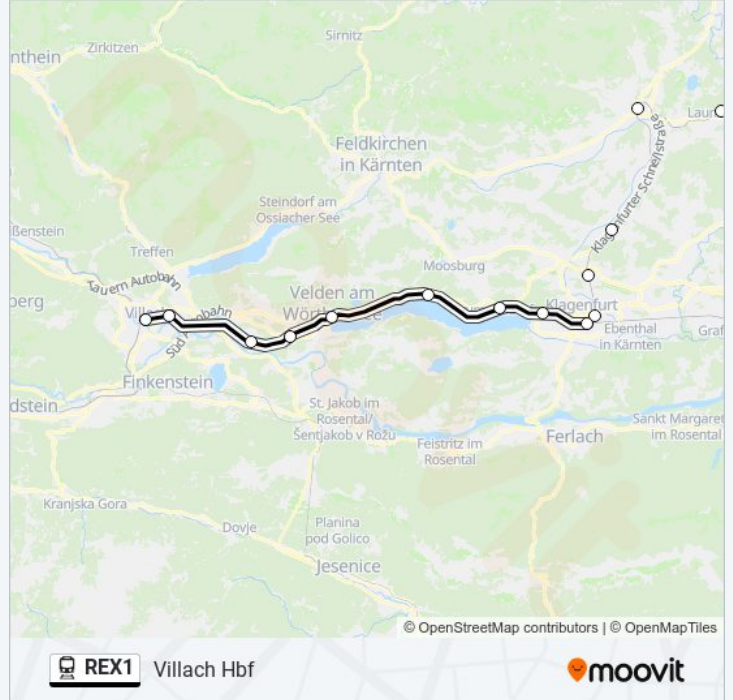 Sirnitz
Zirkitzen
nthein
Laur
Feldkirchen
in Kärnten
Klagenfurter Schnellstraße
Steindorf am
Ossiacher See
ßenstein
Treffen
Moosburg
Tauern Autobahn
Velden am
berg
Klagenfurt
Ebenthal
in Kärnten
Graf
Finkenstein
dstein
St. Jakob im
Rosental/
Šentjakob v Rožu
Sankt Margaret
im Rosental
Feistritz im
Rosental
Ferlach
Kranjska Gora
Dovje
Planina
pod Golico
Jesenice
© OpenStreetMap contributors | © OpenMapTiles
REX1 Villach Hbf
moovit